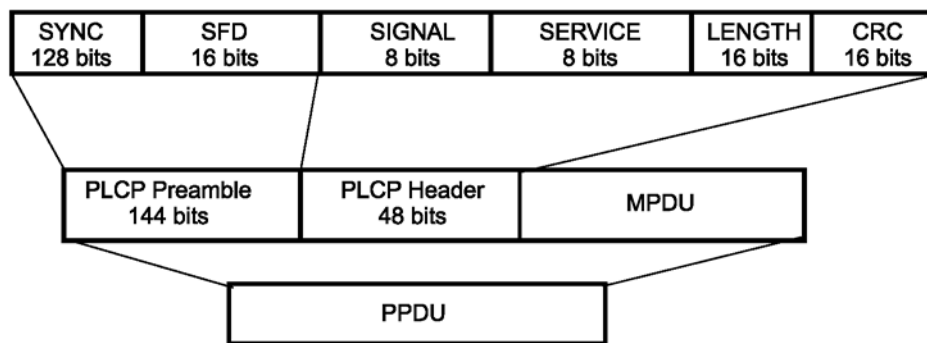 SYNC SFD SIGNAL SERVICE LENGTH CRC
128 bits 16 bits 8 bits 8 bits 16 bits 16 bits
PLCP Preamble PLCP Header MPDU
144 bits 48 bits
PPDU